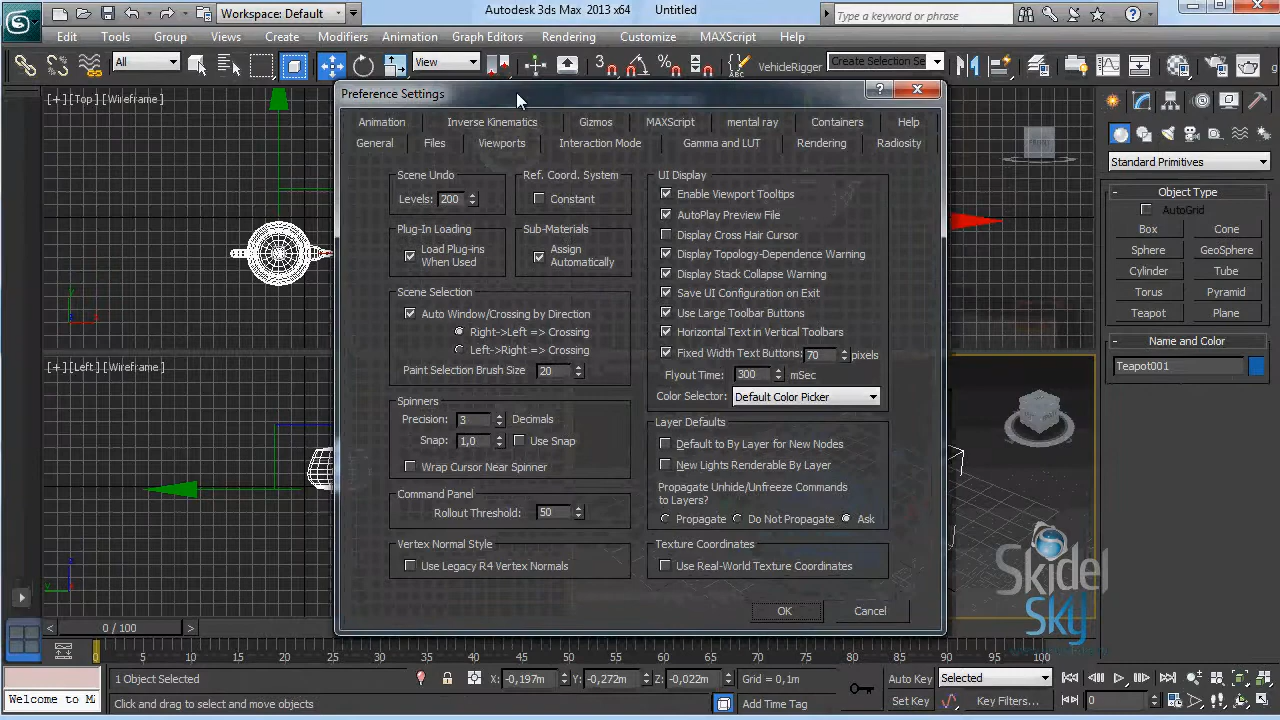 Workspace: Default
Autodesk 3ds Max 2013 x64 Untitled
Type a keyword or phrase
Edit Tools Group Views Create Modifiers Animation Graph Editors Rendering Customize MAXScript Help
All
View
Create Selection Se
VehicleRigger
[+] [Top] [Wireframe]
Preference Settings
Animation Inverse Kinematics Gizmos MAXScript mental ray Containers Help
General Files Viewports Interaction Mode Gamma and LUT Rendering Radiosity
Scene Undo
Levels: 200
Ref. Coord. System
Constant
Plug-In Loading
Load Plug-ins
When Used
Sub-Materials
Assign
Automatically
Scene Selection
Auto Window/Crossing by Direction
Right->Left => Crossing
Left->Right => Crossing
Paint Selection Brush Size 20
Spinners
Precision: 3 Decimals
Snap: 1,0 Use Snap
Wrap Cursor Near Spinner
Command Panel
Rollout Threshold: 50
Vertex Normal Style
Use Legacy R4 Vertex Normals
UI Display
Enable Viewport Tooltips
AutoPlay Preview File
Display Cross Hair Cursor
Display Topology-Dependence Warning
Display Stack Collapse Warning
Save UI Configuration on Exit
Use Large Toolbar Buttons
Horizontal Text in Vertical Toolbars
Fixed Width Text Buttons: 70 pixels
Flyout Time: 300 mSec
Color Selector: Default Color Picker
Layer Defaults
Default to By Layer for New Nodes
New Lights Renderable By Layer
Propagate Unhide/Unfreeze Commands
to Layers?
Propagate Do Not Propagate Ask
Texture Coordinates
Use Real-World Texture Coordinates
OK Cancel
FRONT
Standard Primitives
Object Type
AutoGrid
Box Cone
Sphere GeoSphere
Cylinder Tube
Torus Pyramid
Teapot Plane
Name and Color
Teapot001
[+] [Left] [Wireframe]
Skidel
Sky
0 / 100
0 5 10 15 20 25 30 35 40 45 50 55 60 65 70 75 80 85 90 95 100
1 Object Selected X: -0,197m Y: -0,272m Z: -0,022m Grid = 0,1m Auto Key Selected
Welcome to M Click and drag to select and move objects Add Time Tag Set Key Key Filters... 0